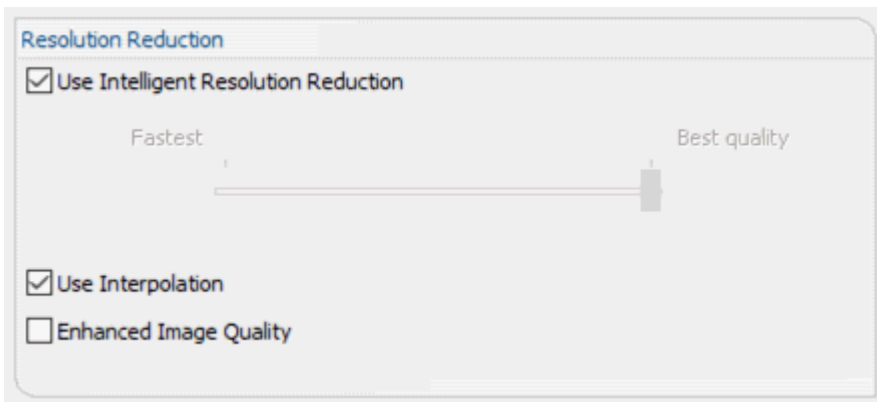 Resolution Reduction
Use Intelligent Resolution Reduction
Fastest Best quality
Use Interpolation
Enhanced Image Quality